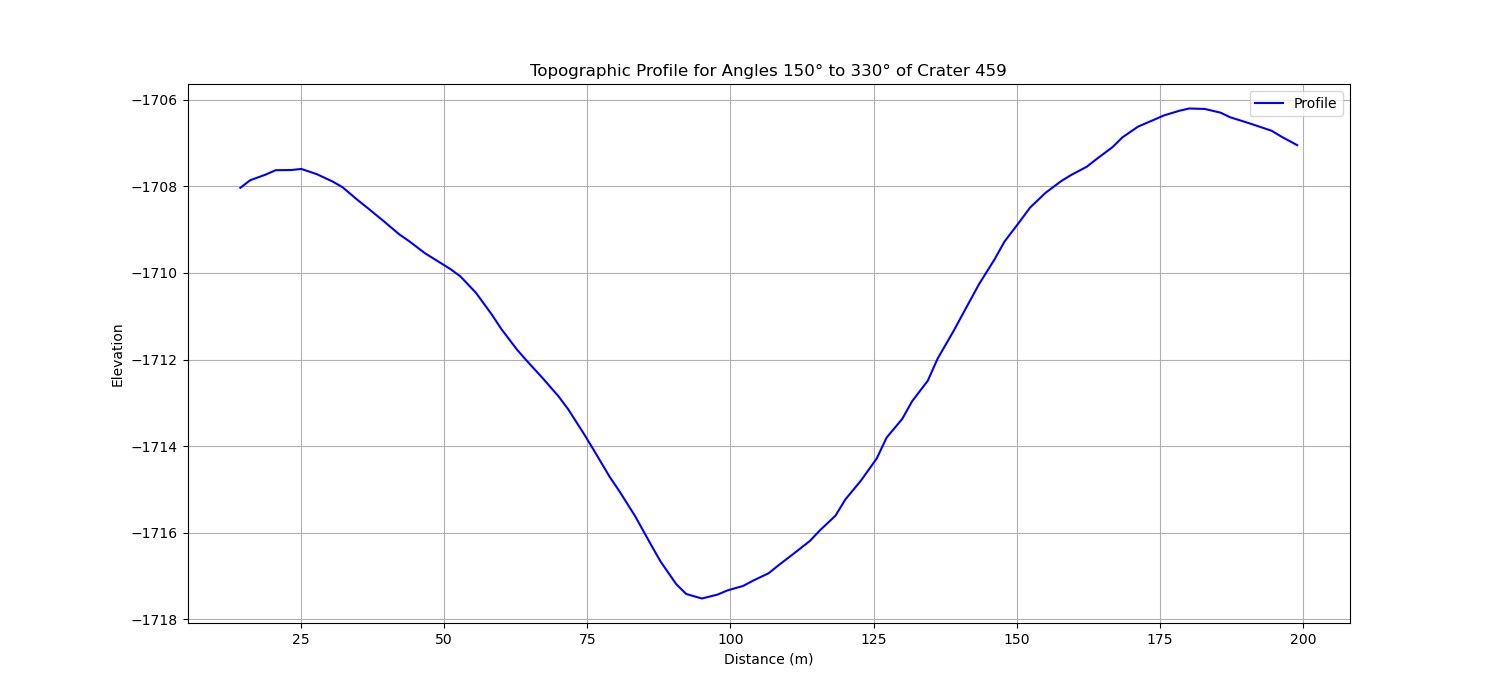 Topographic Profile for Angles 150° to 330° of Crater 459
Profile
−1706
−1708
−1710
−1712
−1714
−1716
−1718
Elevation
25 50 75 100 125 150 175 200
Distance (m)